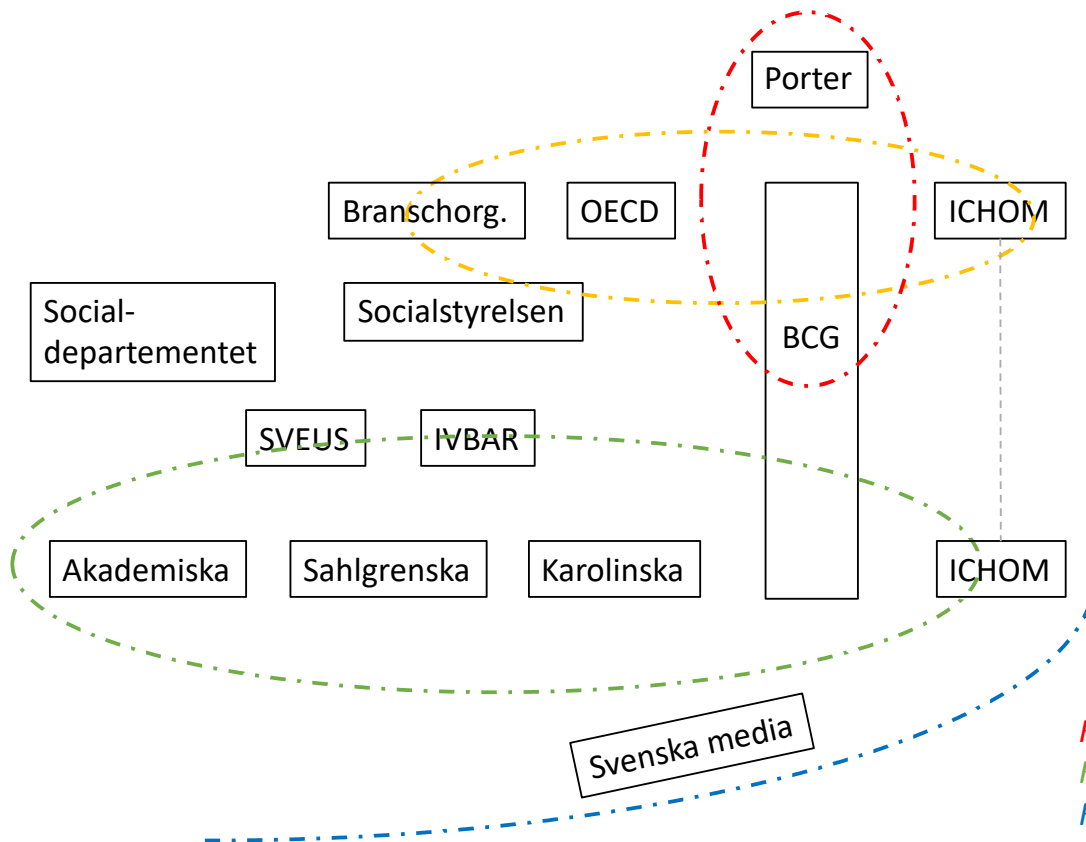 Porter
Branschorg.
OECD
ICHOM
Social-
departementet
Socialstyrelsen
BCG
SVEUS
IVBAR
Akademiska
Sahlgrenska
Karolinska
ICHOM
Svenska media